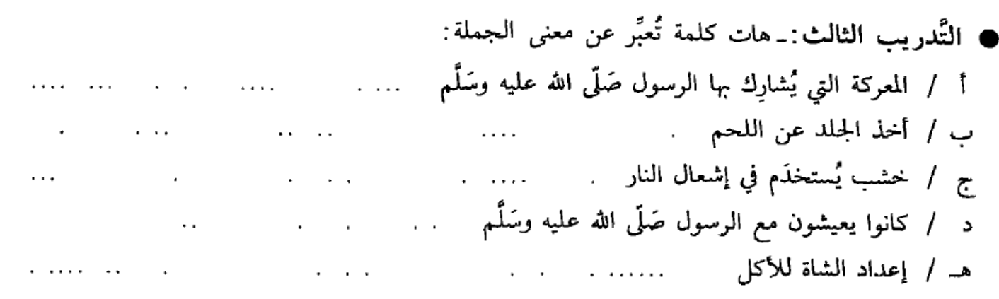 ● التَّدريب الثالث: ـ هات كلمة تُعبِّر عن معنى الجملة:
أ / المعركة التي يُشارِك بها الرسول صَلّى الله عليه وسَلَّم .... .... .... ....
ب / أخذ الجلد عن اللحم .... .... .... ....
ج / خشب يُستخدَم في إشعال النار .... .... .... ....
د / كانوا يعيشون مع الرسول صَلّى الله عليه وسَلَّم .... .... ....
هـ / إعداد الشاة للأكل .... .... .... ....